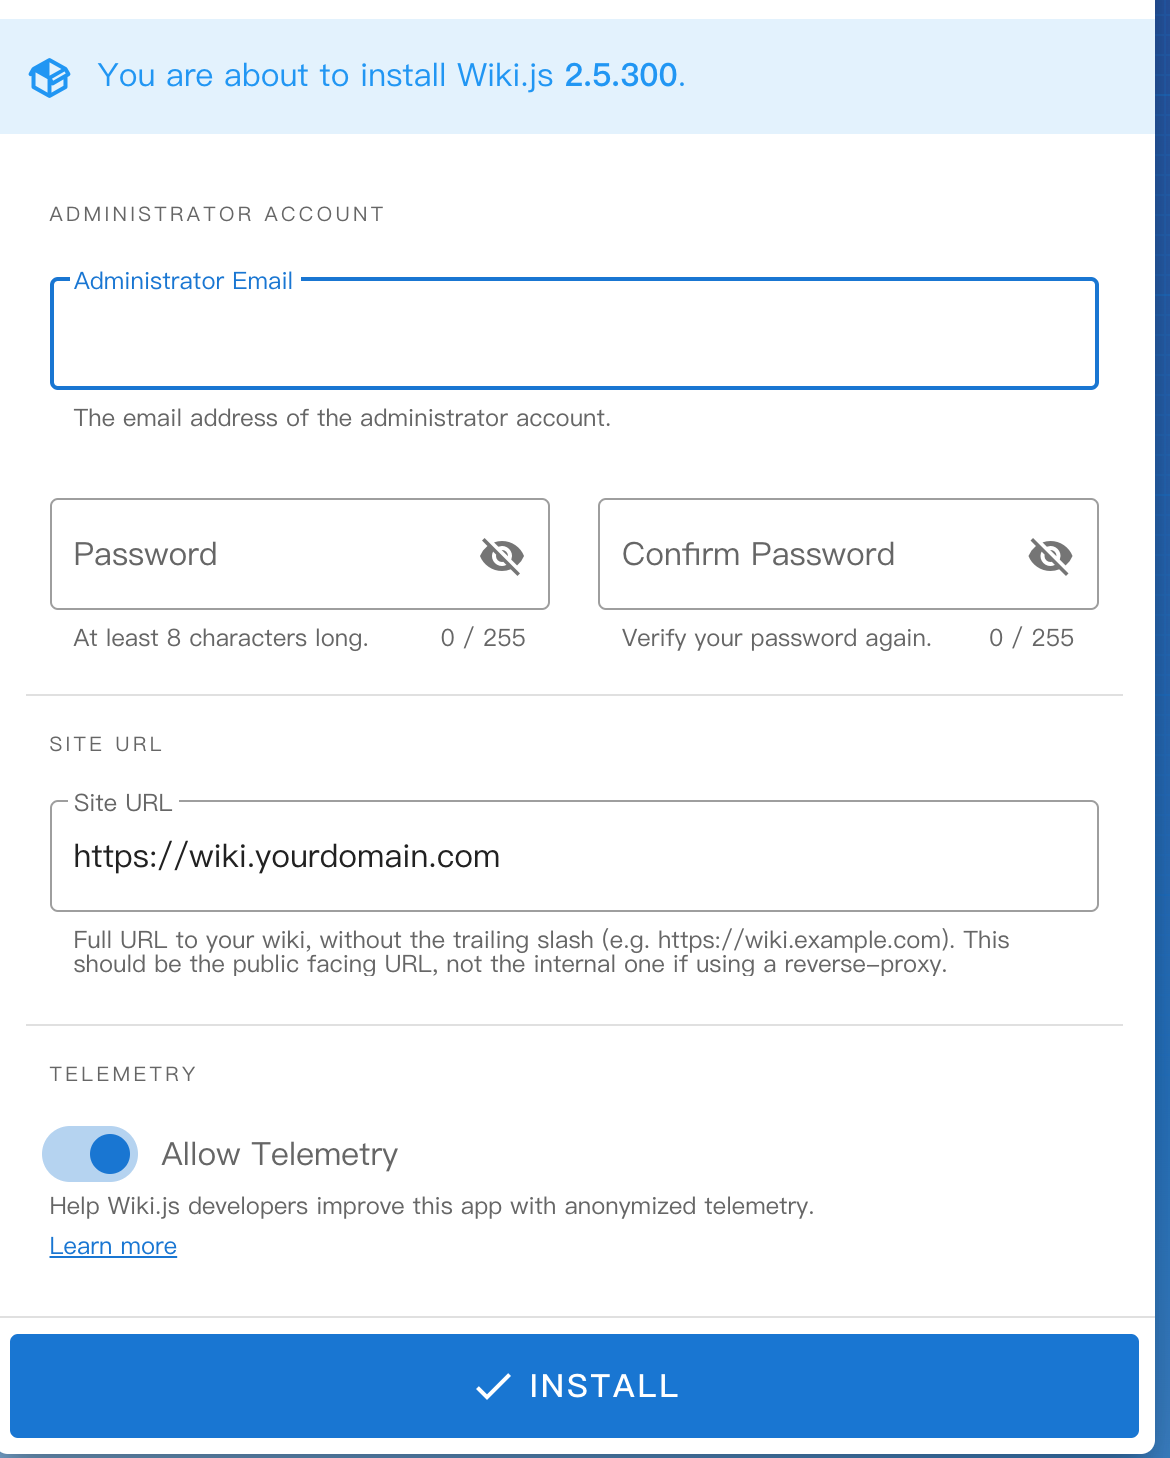 You are about to install Wiki.js 2.5.300.
ADMINISTRATOR ACCOUNT
Administrator Email
The email address of the administrator account.
Password
Confirm Password
At least 8 characters long.
0 / 255
Verify your password again.
0 / 255
SITE URL
Site URL
https://wiki.yourdomain.com
Full URL to your wiki, without the trailing slash (e.g. https://wiki.example.com). This
should be the public facing URL, not the internal one if using a reverse-proxy.
TELEMETRY
Allow Telemetry
Help Wiki.js developers improve this app with anonymized telemetry.
Learn more
INSTALL